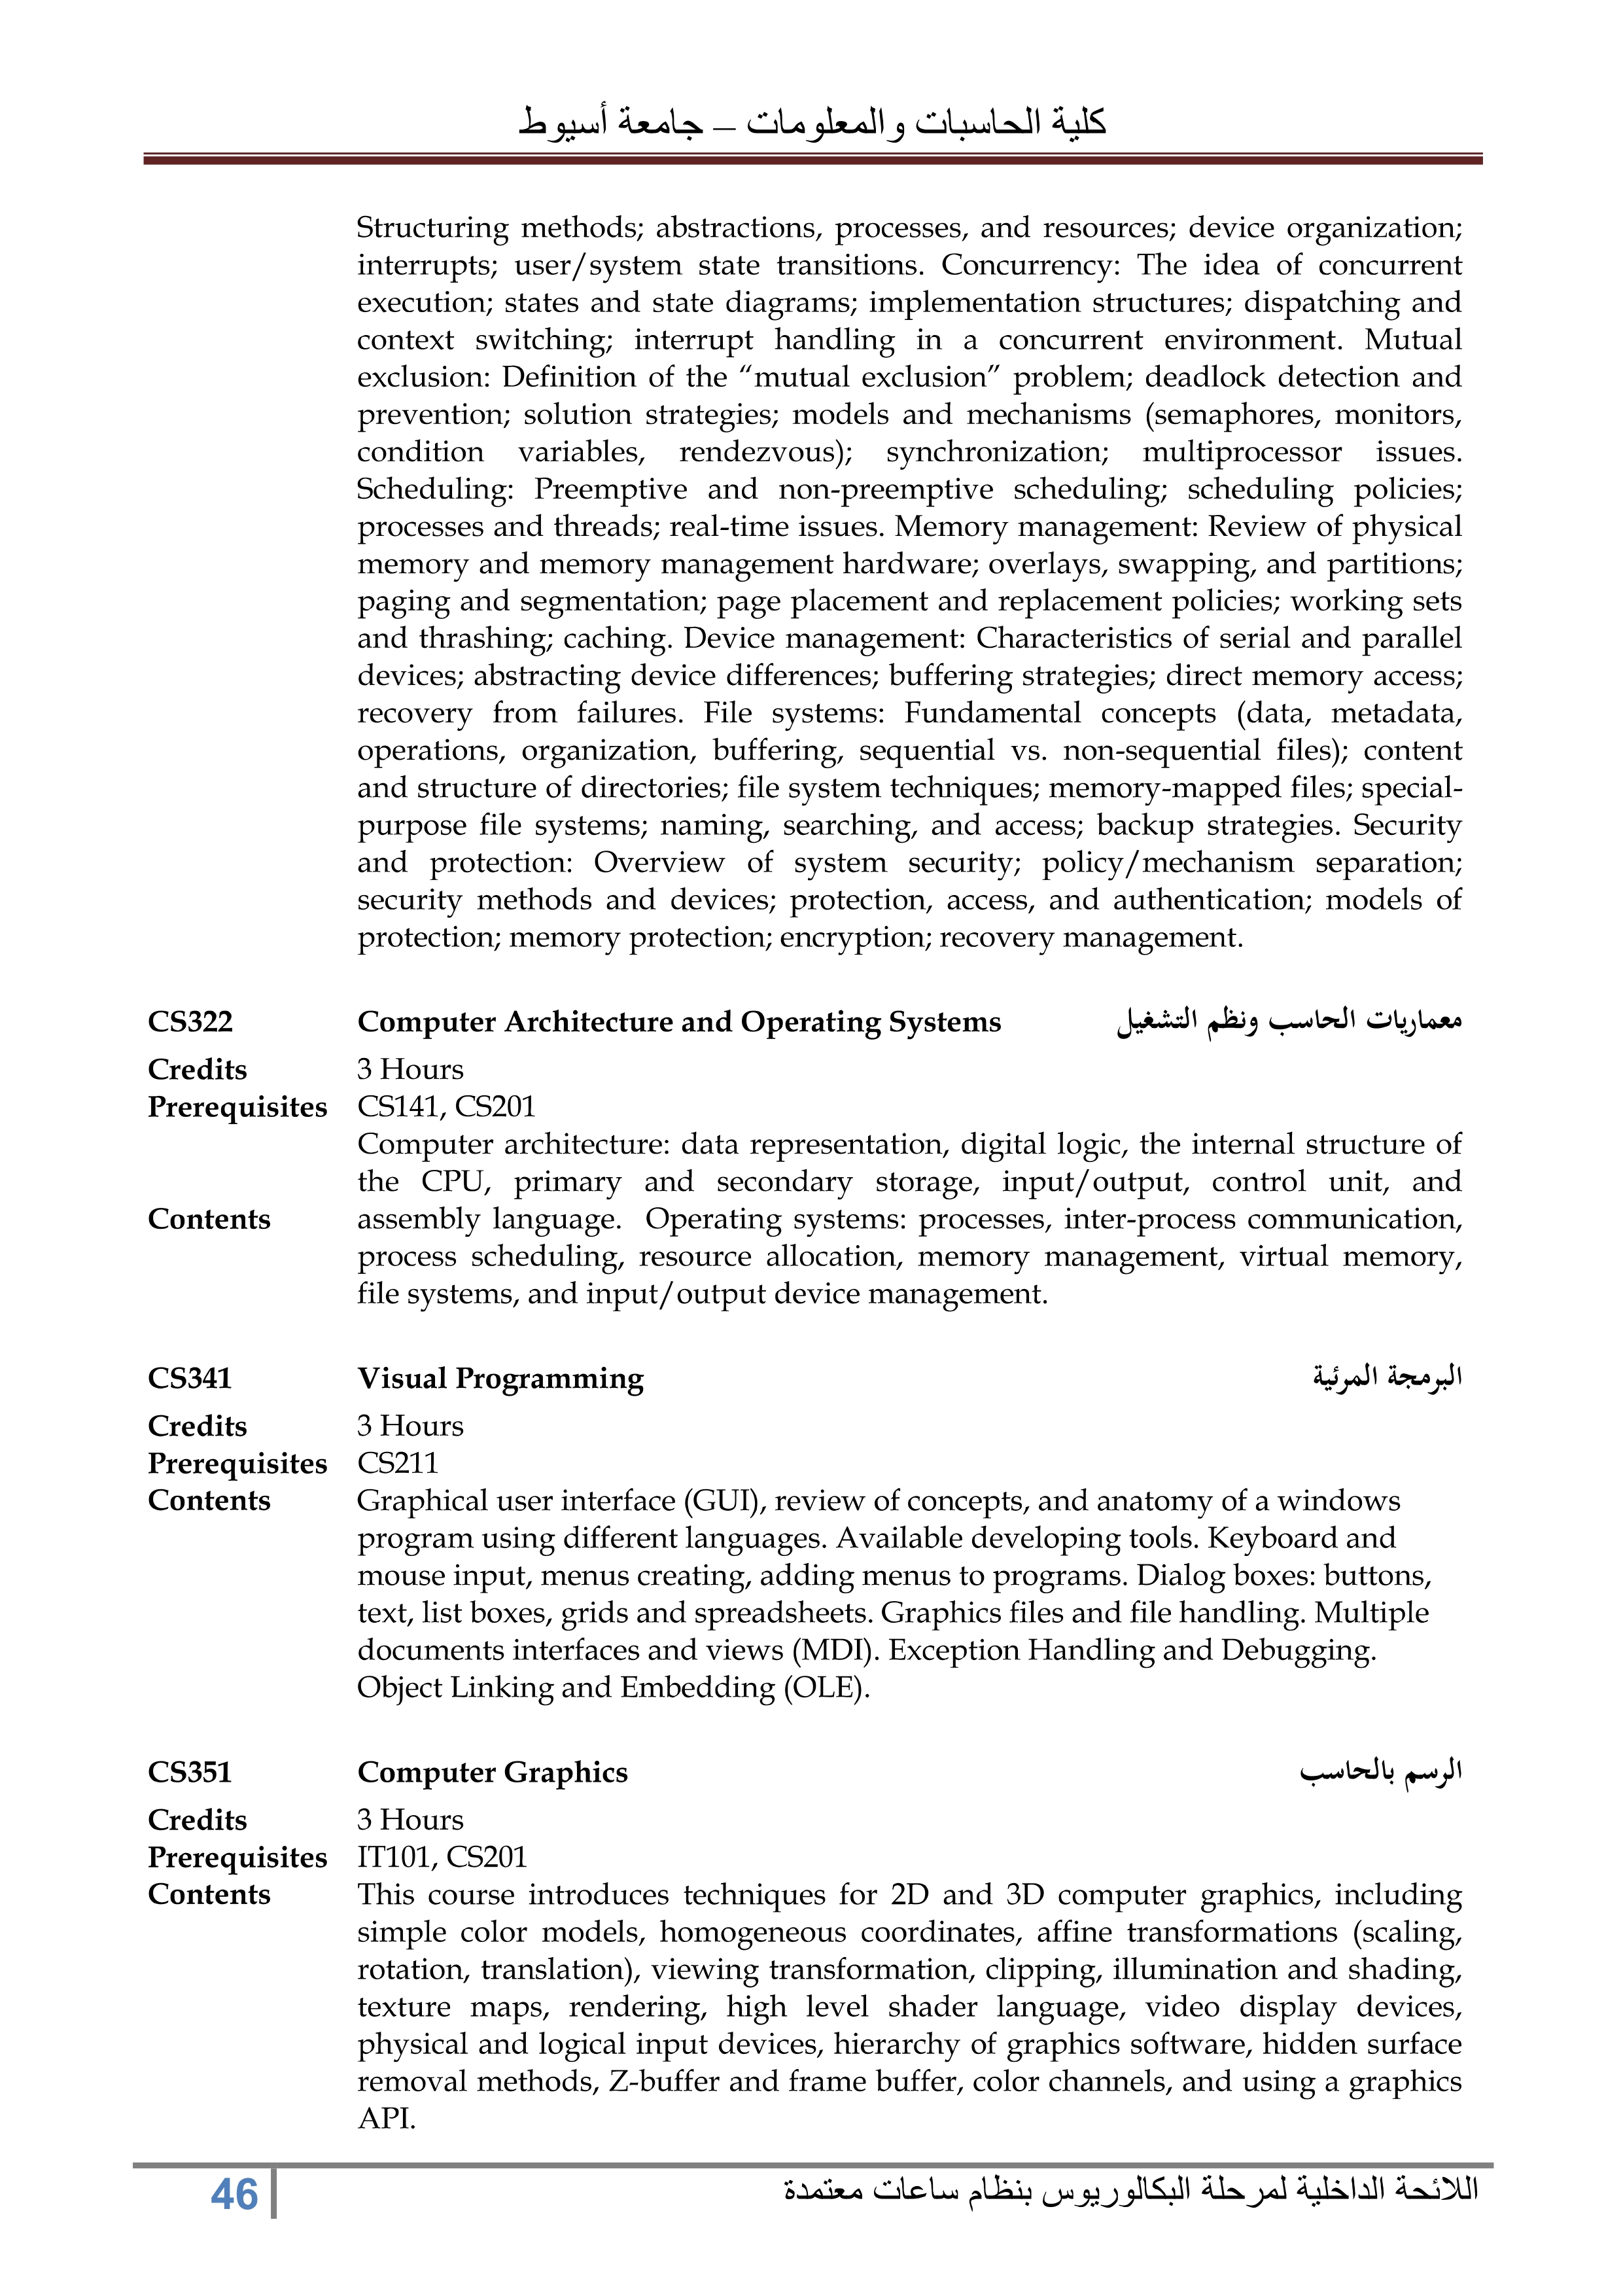 كلية الحاسبات والمعلومات – جامعة أسيوط
Structuring methods; abstractions, processes, and resources; device organization;
interrupts; user/system state transitions. Concurrency: The idea of concurrent
execution; states and state diagrams; implementation structures; dispatching and
context switching; interrupt handling in a concurrent environment. Mutual
exclusion: Definition of the “mutual exclusion” problem; deadlock detection and
prevention; solution strategies; models and mechanisms (semaphores, monitors,
condition variables, rendezvous); synchronization; multiprocessor issues.
Scheduling: Preemptive and non-preemptive scheduling; scheduling policies;
processes and threads; real-time issues. Memory management: Review of physical
memory and memory management hardware; overlays, swapping, and partitions;
paging and segmentation; page placement and replacement policies; working sets
and thrashing; caching. Device management: Characteristics of serial and parallel
devices; abstracting device differences; buffering strategies; direct memory access;
recovery from failures. File systems: Fundamental concepts (data, metadata,
operations, organization, buffering, sequential vs. non-sequential files); content
and structure of directories; file system techniques; memory-mapped files; special-
purpose file systems; naming, searching, and access; backup strategies. Security
and protection: Overview of system security; policy/mechanism separation;
security methods and devices; protection, access, and authentication; models of
protection; memory protection; encryption; recovery management.
CS322 Computer Architecture and Operating Systems معماريات الحاسب ونظم التشغيل
Credits 3 Hours
Prerequisites CS141, CS201
Computer architecture: data representation, digital logic, the internal structure of
the CPU, primary and secondary storage, input/output, control unit, and
Contents assembly language. Operating systems: processes, inter-process communication,
process scheduling, resource allocation, memory management, virtual memory,
file systems, and input/output device management.
CS341 Visual Programming البرمجة المرئية
Credits 3 Hours
Prerequisites CS211
Contents Graphical user interface (GUI), review of concepts, and anatomy of a windows
program using different languages. Available developing tools. Keyboard and
mouse input, menus creating, adding menus to programs. Dialog boxes: buttons,
text, list boxes, grids and spreadsheets. Graphics files and file handling. Multiple
documents interfaces and views (MDI). Exception Handling and Debugging.
Object Linking and Embedding (OLE).
CS351 Computer Graphics الرسم بالحاسب
Credits 3 Hours
Prerequisites IT101, CS201
Contents This course introduces techniques for 2D and 3D computer graphics, including
simple color models, homogeneous coordinates, affine transformations (scaling,
rotation, translation), viewing transformation, clipping, illumination and shading,
texture maps, rendering, high level shader language, video display devices,
physical and logical input devices, hierarchy of graphics software, hidden surface
removal methods, Z-buffer and frame buffer, color channels, and using a graphics
API.
اللائحة الداخلية لمرحلة البكالوريوس بنظام ساعات معتمدة 46